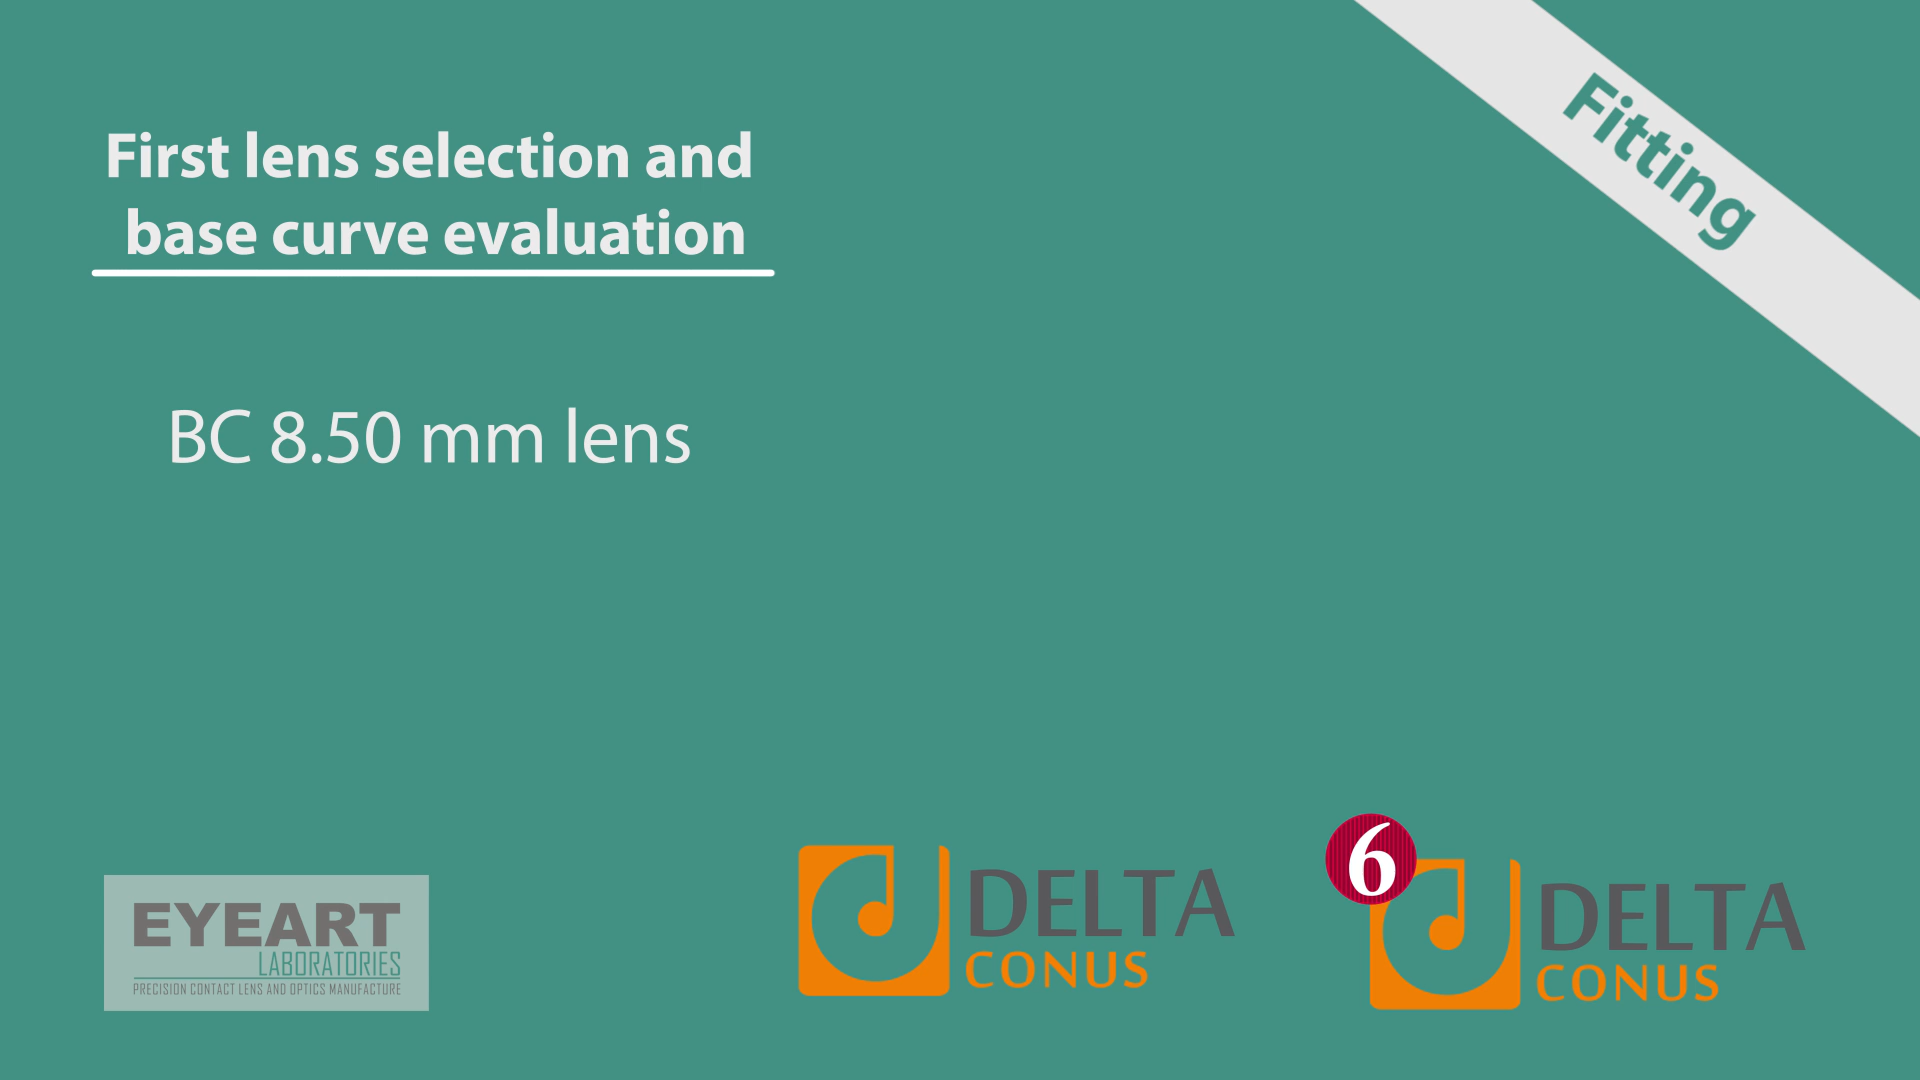 First lens selection and
base curve evaluation
Fitting
BC 8.50 mm lens
EYEART
LABORATORIES
PRECISION CONTACT LENS AND OPTICS MANUFACTURE
DELTA
CONUS
6
DELTA
CONUS